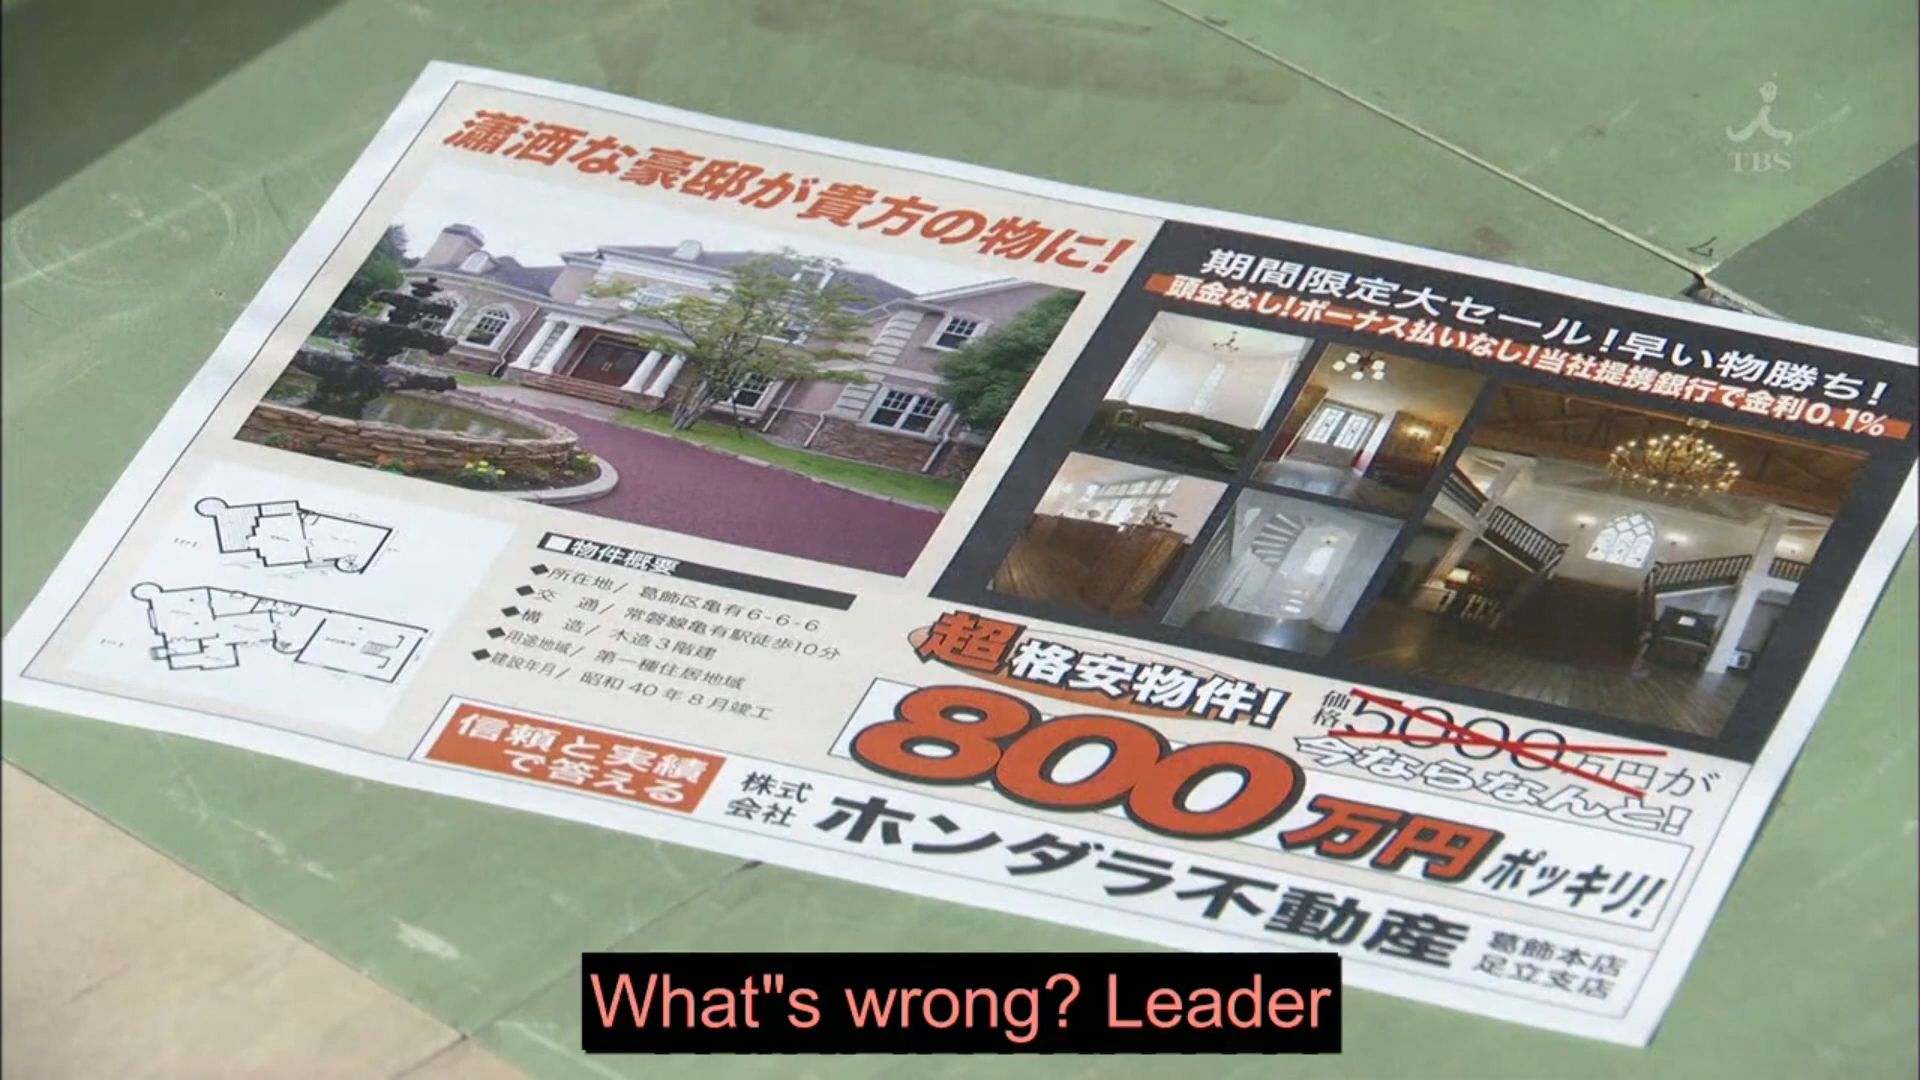 瀟洒な豪邸が貴方の物に!
TBS
期間限定大セール!早い物勝ち!
頭金なし!ボーナス払いなし!当社提携銀行で金利0.1%
■物件概要
◆所在地/ 葛飾区亀有6-6-6
◆交 通/ 常磐線亀有駅徒歩10分
◆構 造/ 木造3階建
◆用途地域/ 第一種住居地域
◆建設年月/ 昭和40年8月竣工
超格安物件!
価格5000万円が
今ならなんと!
800万円ポッキリ!
信頼と実績
で答える
株式
会社
ホンダラ不動産
葛飾本店
足立支店
What"s wrong? Leader